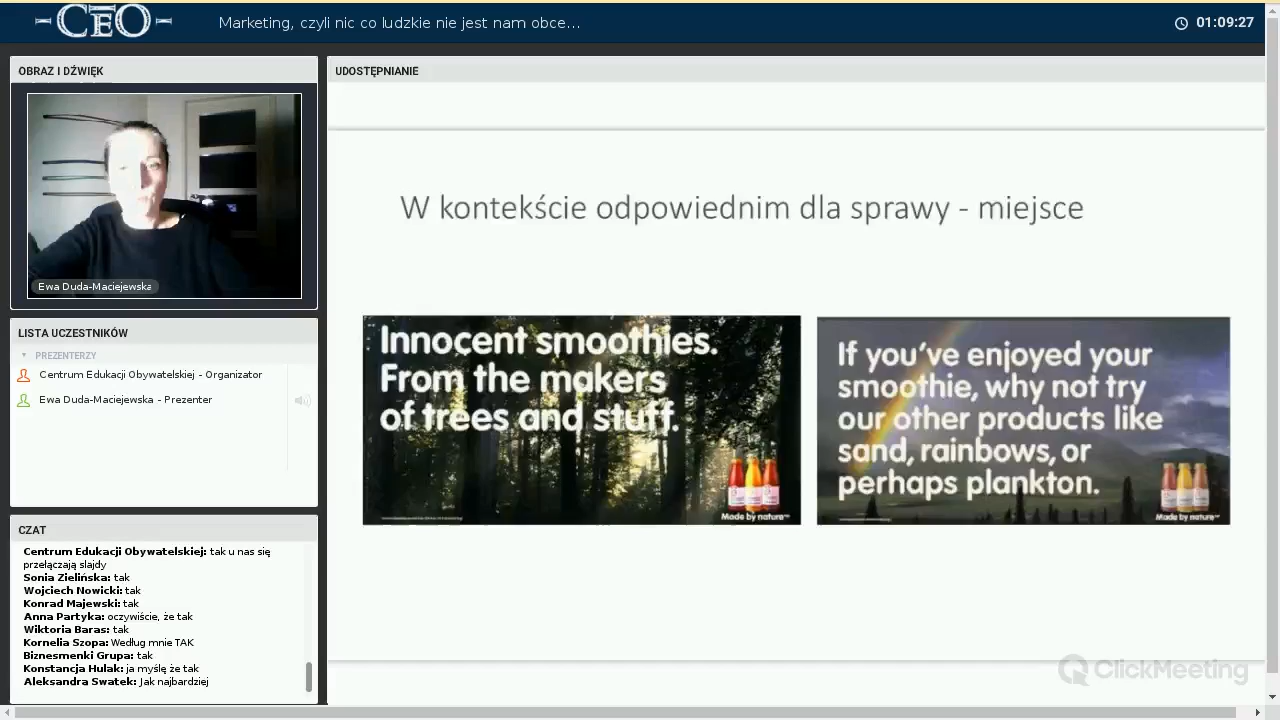 CEO
Marketing, czyli nic co ludzkie nie jest nam obce...
01:09:27
OBRAZ I DŹWIĘK
Ewa Duda-Maciejewska
LISTA UCZESTNIKÓW
PREZENTERZY
Centrum Edukacji Obywatelskiej - Organizator
Ewa Duda-Maciejewska - Prezenter
CZAT
Centrum Edukacji Obywatelskiej: tak u nas się
przełączają slajdy
Sonia Zielińska: tak
Wojciech Nowicki: tak
Konrad Majewski: tak
Anna Partyka: oczywiście, że tak
Wiktoria Baras: tak
Kornelia Szopa: Według mnie TAK
Biznesmenki Grupa: tak
Konstancja Hulak: ja myślę że tak
Aleksandra Swatek: Jak najbardziej
UDOSTĘPNIANIE
W kontekście odpowiednim dla sprawy - miejsce
Innocent smoothies.
From the makers
of trees and stuff.
Made by nature™
If you've enjoyed your
smoothie, why not try
our other products like
sand, rainbows, or
perhaps plankton.
Made by nature™
ClickMeeting